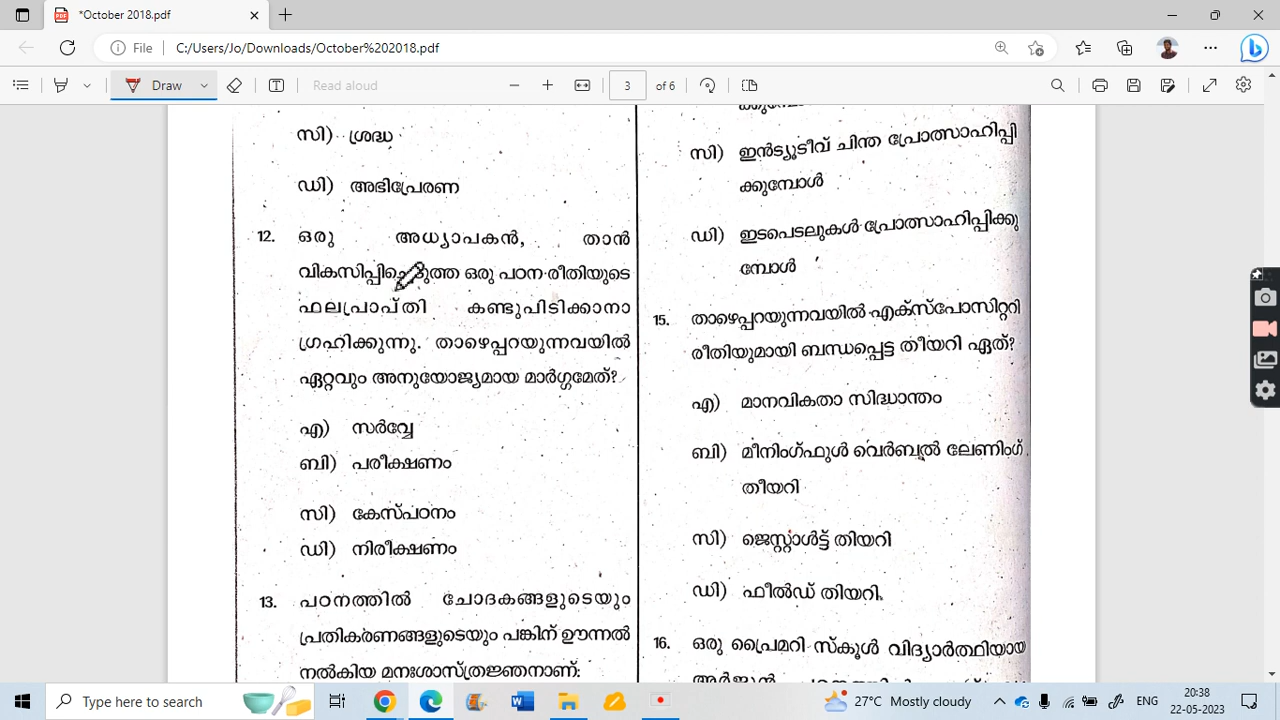 *October 2018.pdf
File
C:/Users/Jo/Downloads/October%202018.pdf
Draw
Read aloud
3
of 6
സി) ശ്രദ്ധ
ഡി) അഭിപ്രേരണ
12. ഒരു അധ്യാപകൻ, താൻ
വികസിപ്പിച്ചെടുത്ത ഒരു പഠന രീതിയുടെ
ഫലപ്രാപ്തി കണ്ടുപിടിക്കാനാ
ഗ്രഹിക്കുന്നു. താഴെപ്പറയുന്നവയിൽ
ഏറ്റവും അനുയോജ്യമായ മാർഗ്ഗമേത്?
എ) സർവ്വേ
ബി) പരീക്ഷണം
സി) കേസ്പഠനം
ഡി) നിരീക്ഷണം
13. പഠനത്തിൽ ചോദകങ്ങളുടെയും
പ്രതികരണങ്ങളുടെയും പങ്കിന് ഊന്നൽ
നൽകിയ മനഃശാസ്ത്രജ്ഞനാണ്:
ക്കുമ്പോൾ
സി) ഇൻട്യൂടീവ് ചിന്ത പ്രോത്സാഹിപ്പി
ക്കുമ്പോൾ
ഡി) ഇടപെടലുകൾ പ്രോത്സാഹിപ്പിക്കു
മ്പോൾ
15. താഴെപ്പറയുന്നവയിൽ എക്സ്പോസിറ്ററി
രീതിയുമായി ബന്ധപ്പെട്ട തീയറി ഏത്?
എ) മാനവികതാ സിദ്ധാന്തം
ബി) മീനിംഗ്ഫുൾ വെർബൽ ലേണിംഗ്
തീയറി
സി) ജെസ്റ്റാൾട്ട് തിയറി
ഡി) ഫീൽഡ് തിയറി
16. ഒരു പ്രൈമറി സ്കൂൾ വിദ്യാർത്ഥിയായ
Type here to search
27°C Mostly cloudy
ENG
20:38
22-05-2023